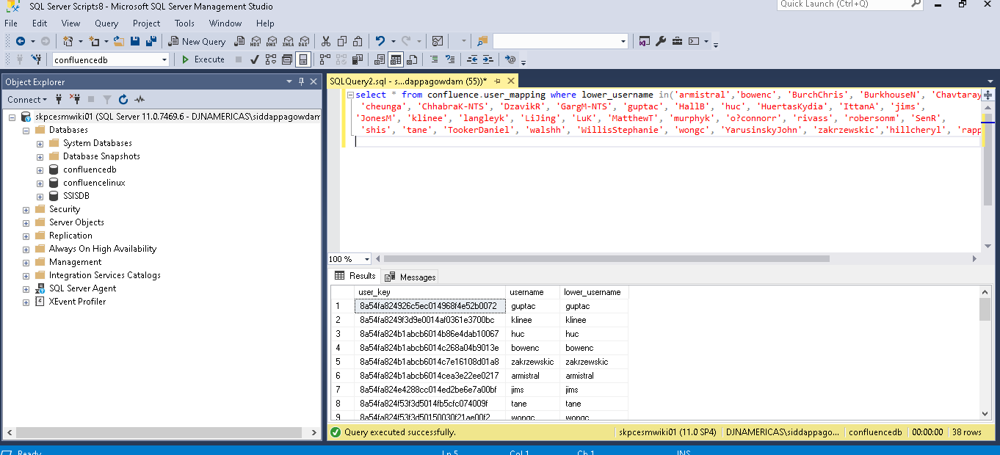 SQL Server Scripts8 - Microsoft SQL Server Management Studio
Quick Launch (Ctrl+Q)
File Edit View Query Project Tools Window Help
New Query MDX DMX XMLA DAX
confluencedb Execute
Object Explorer
Connect
skpcesmwiki01 (SQL Server 11.0.7469.6 - DJNAMERICAS\siddappagowdam
Databases
System Databases
Database Snapshots
confluencedb
confluencelinux
SSISDB
Security
Server Objects
Replication
Always On High Availability
Management
Integration Services Catalogs
SQL Server Agent
XEvent Profiler
SQLQuery2.sql - s...dappagowdam (55))*
select * from confluence.user_mapping where lower_username in('armistral','bowenc', 'BurchChris', 'BurkhouseN', 'Chavtaray
'cheunga', 'ChhabraK-NTS', 'DzavikR', 'GargM-NTS', 'guptac', 'HallB', 'huc', 'HuertasKydia', 'IttanA', 'jims',
'JonesM', 'klinee', 'langleyk', 'LiJing', 'LuK', 'MatthewT', 'murphyk', 'o?connorr', 'rivass', 'robersonm', 'SenR',
'shis', 'tane', 'TookerDaniel', 'walshh', 'WillisStephanie', 'wongc', 'YarusinskyJohn', 'zakrzewskic','hillcheryl', 'rapp
100 %
Results Messages
user_key username lower_username
1 8a54fa824926c5ec014968f4e52b0072 guptac guptac
2 8a54fa8249f3d9e0014af0361e3700bc klinee klinee
3 8a54fa824b1abcb6014b86e4dab10067 huc huc
4 8a54fa824b1abcb6014c268a04b9013e bowenc bowenc
5 8a54fa824b1abcb6014c7e16108d01a8 zakrzewskic zakrzewskic
6 8a54fa824b1abcb6014cea3e22ee0217 armistral armistral
7 8a54fa824e4288cc014ed2be6e7a00bf jims jims
8 8a54fa824f53f3d5014fb5cfc074009f tane tane
9 8a54fa824f53f3d50150030f21ae00f2 wongc wongc
Query executed successfully. skpcesmwiki01 (11.0 SP4) DJNAMERICAS\siddappago... confluencedb 00:00:00 38 rows
Ready Ln 5 Col 1 Ch 1 INS